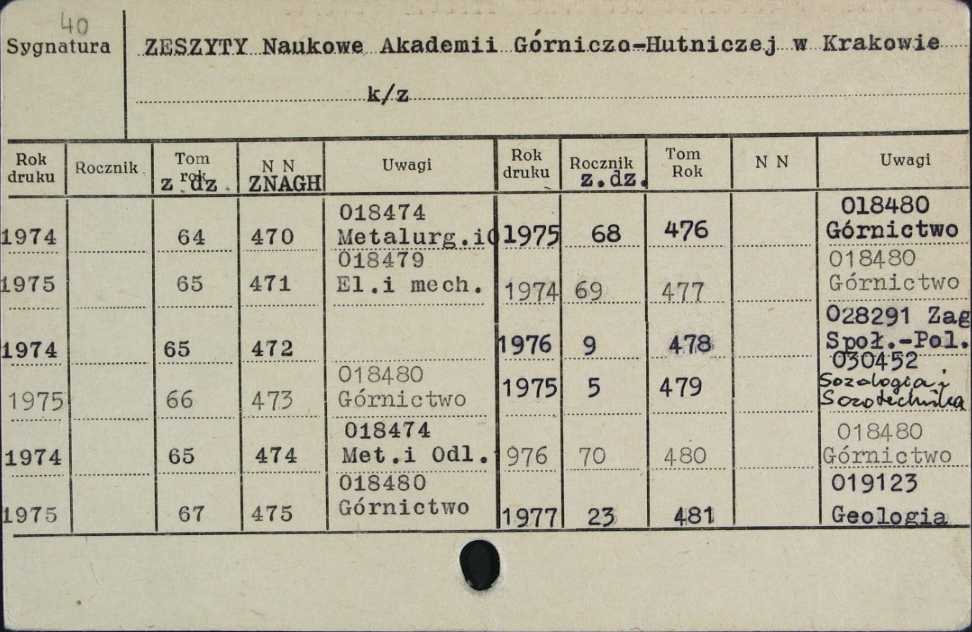 40
Sygnatura
ZESZYTY Naukowe Akademii Górniczo-Hutniczej w Krakowie
k/z
Rok druku Rocznik Tom rok z.dz. N N ZNAGH Uwagi Rok druku Rocznik z.dz. Tom Rok N N Uwagi
018474 018480
1974 64 470 Metalurg.iO 1975 68 476 Górnictwo
018479 018480
1975 65 471 El.i mech. 1974 69 477 Górnictwo
028291 Zag
1974 65 472 1976 9 478 Społ.-Pol.
018480 030452
1975 66 473 Górnictwo 1975 5 479 Sozologia i Sozotechnika
018474 018480
1974 65 474 Met.i Odl. 976 70 480 Górnictwo
018480 019123
1975 67 475 Górnictwo 1977 23 481 Geologia